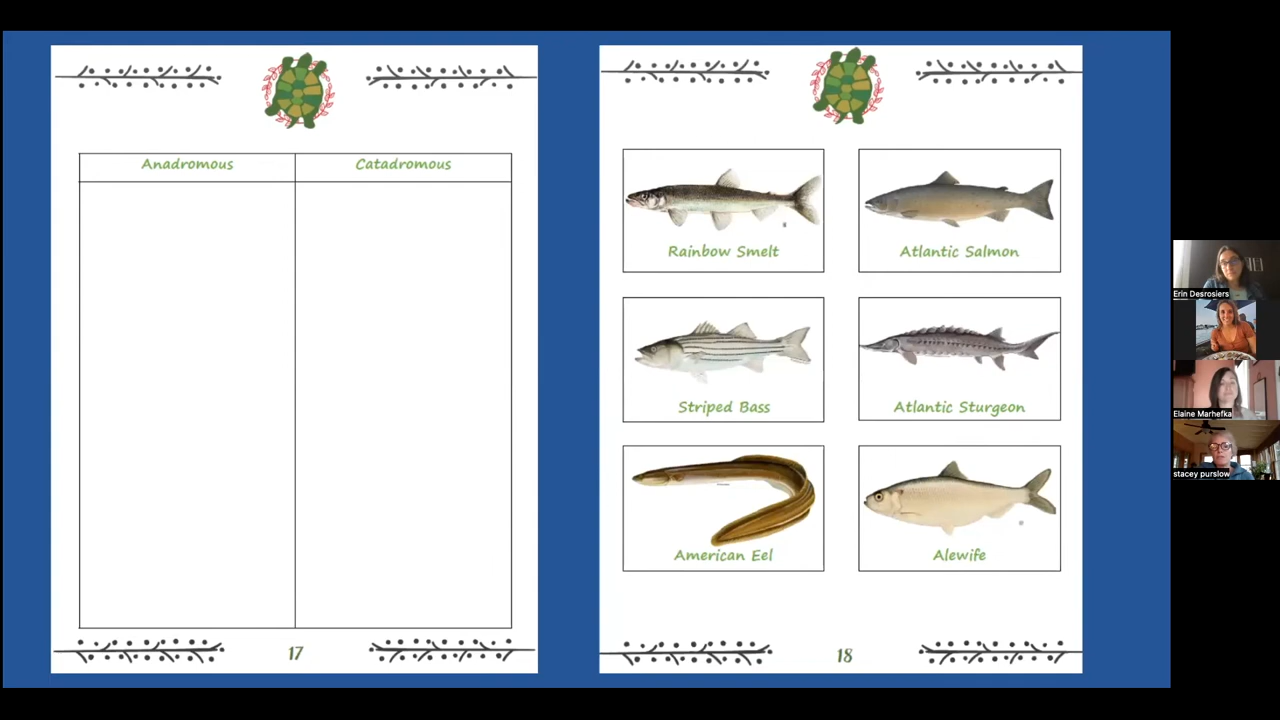 Anadromous
Catadromous
17
Rainbow Smelt
Atlantic Salmon
Striped Bass
Atlantic Sturgeon
American Eel
Alewife
18
Erin Desrosiers
Elaine Marhefka
stacey purslow